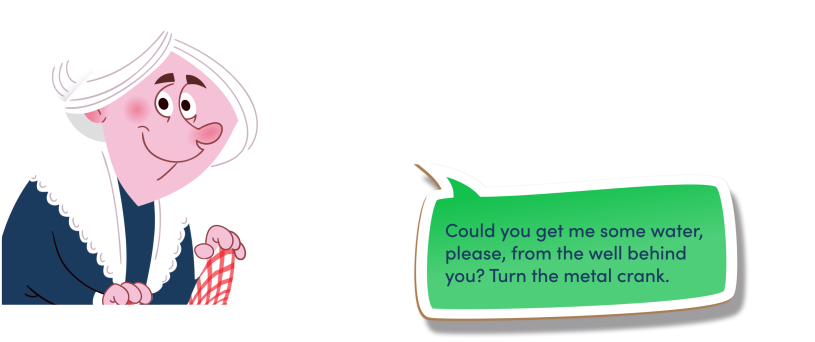 Could you get me some water,
please, from the well behind
you? Turn the metal crank.